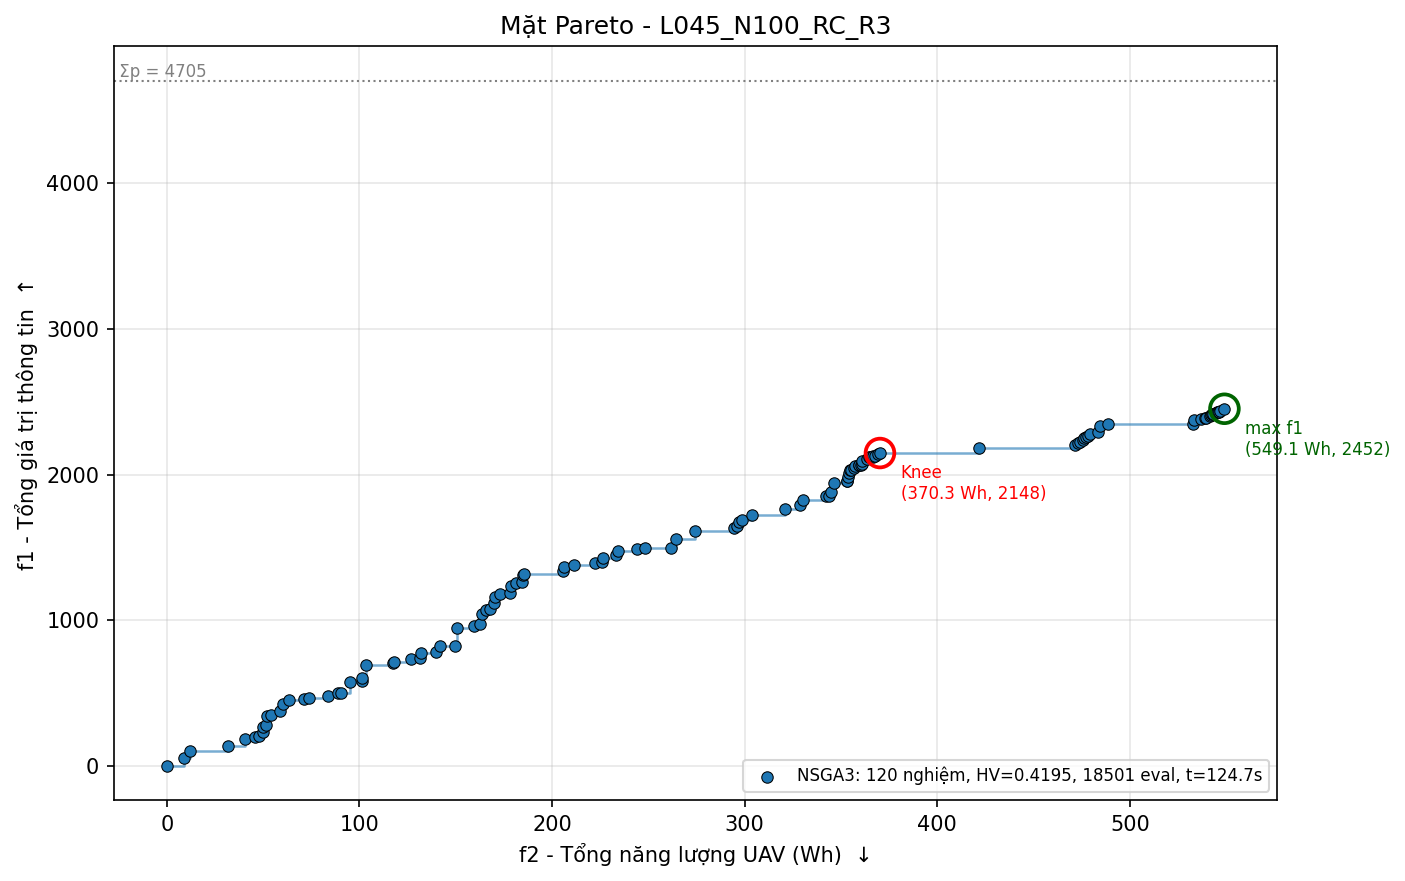 Mặt Pareto - L045_N100_RC_R3
Σp = 4705
4000
3000
2000
1000
0
f1 - Tổng giá trị thông tin ↑
max f1
(549.1 Wh, 2452)
Knee
(370.3 Wh, 2148)
NSGA3: 120 nghiệm, HV=0.4195, 18501 eval, t=124.7s
0 100 200 300 400 500
f2 - Tổng năng lượng UAV (Wh) ↓